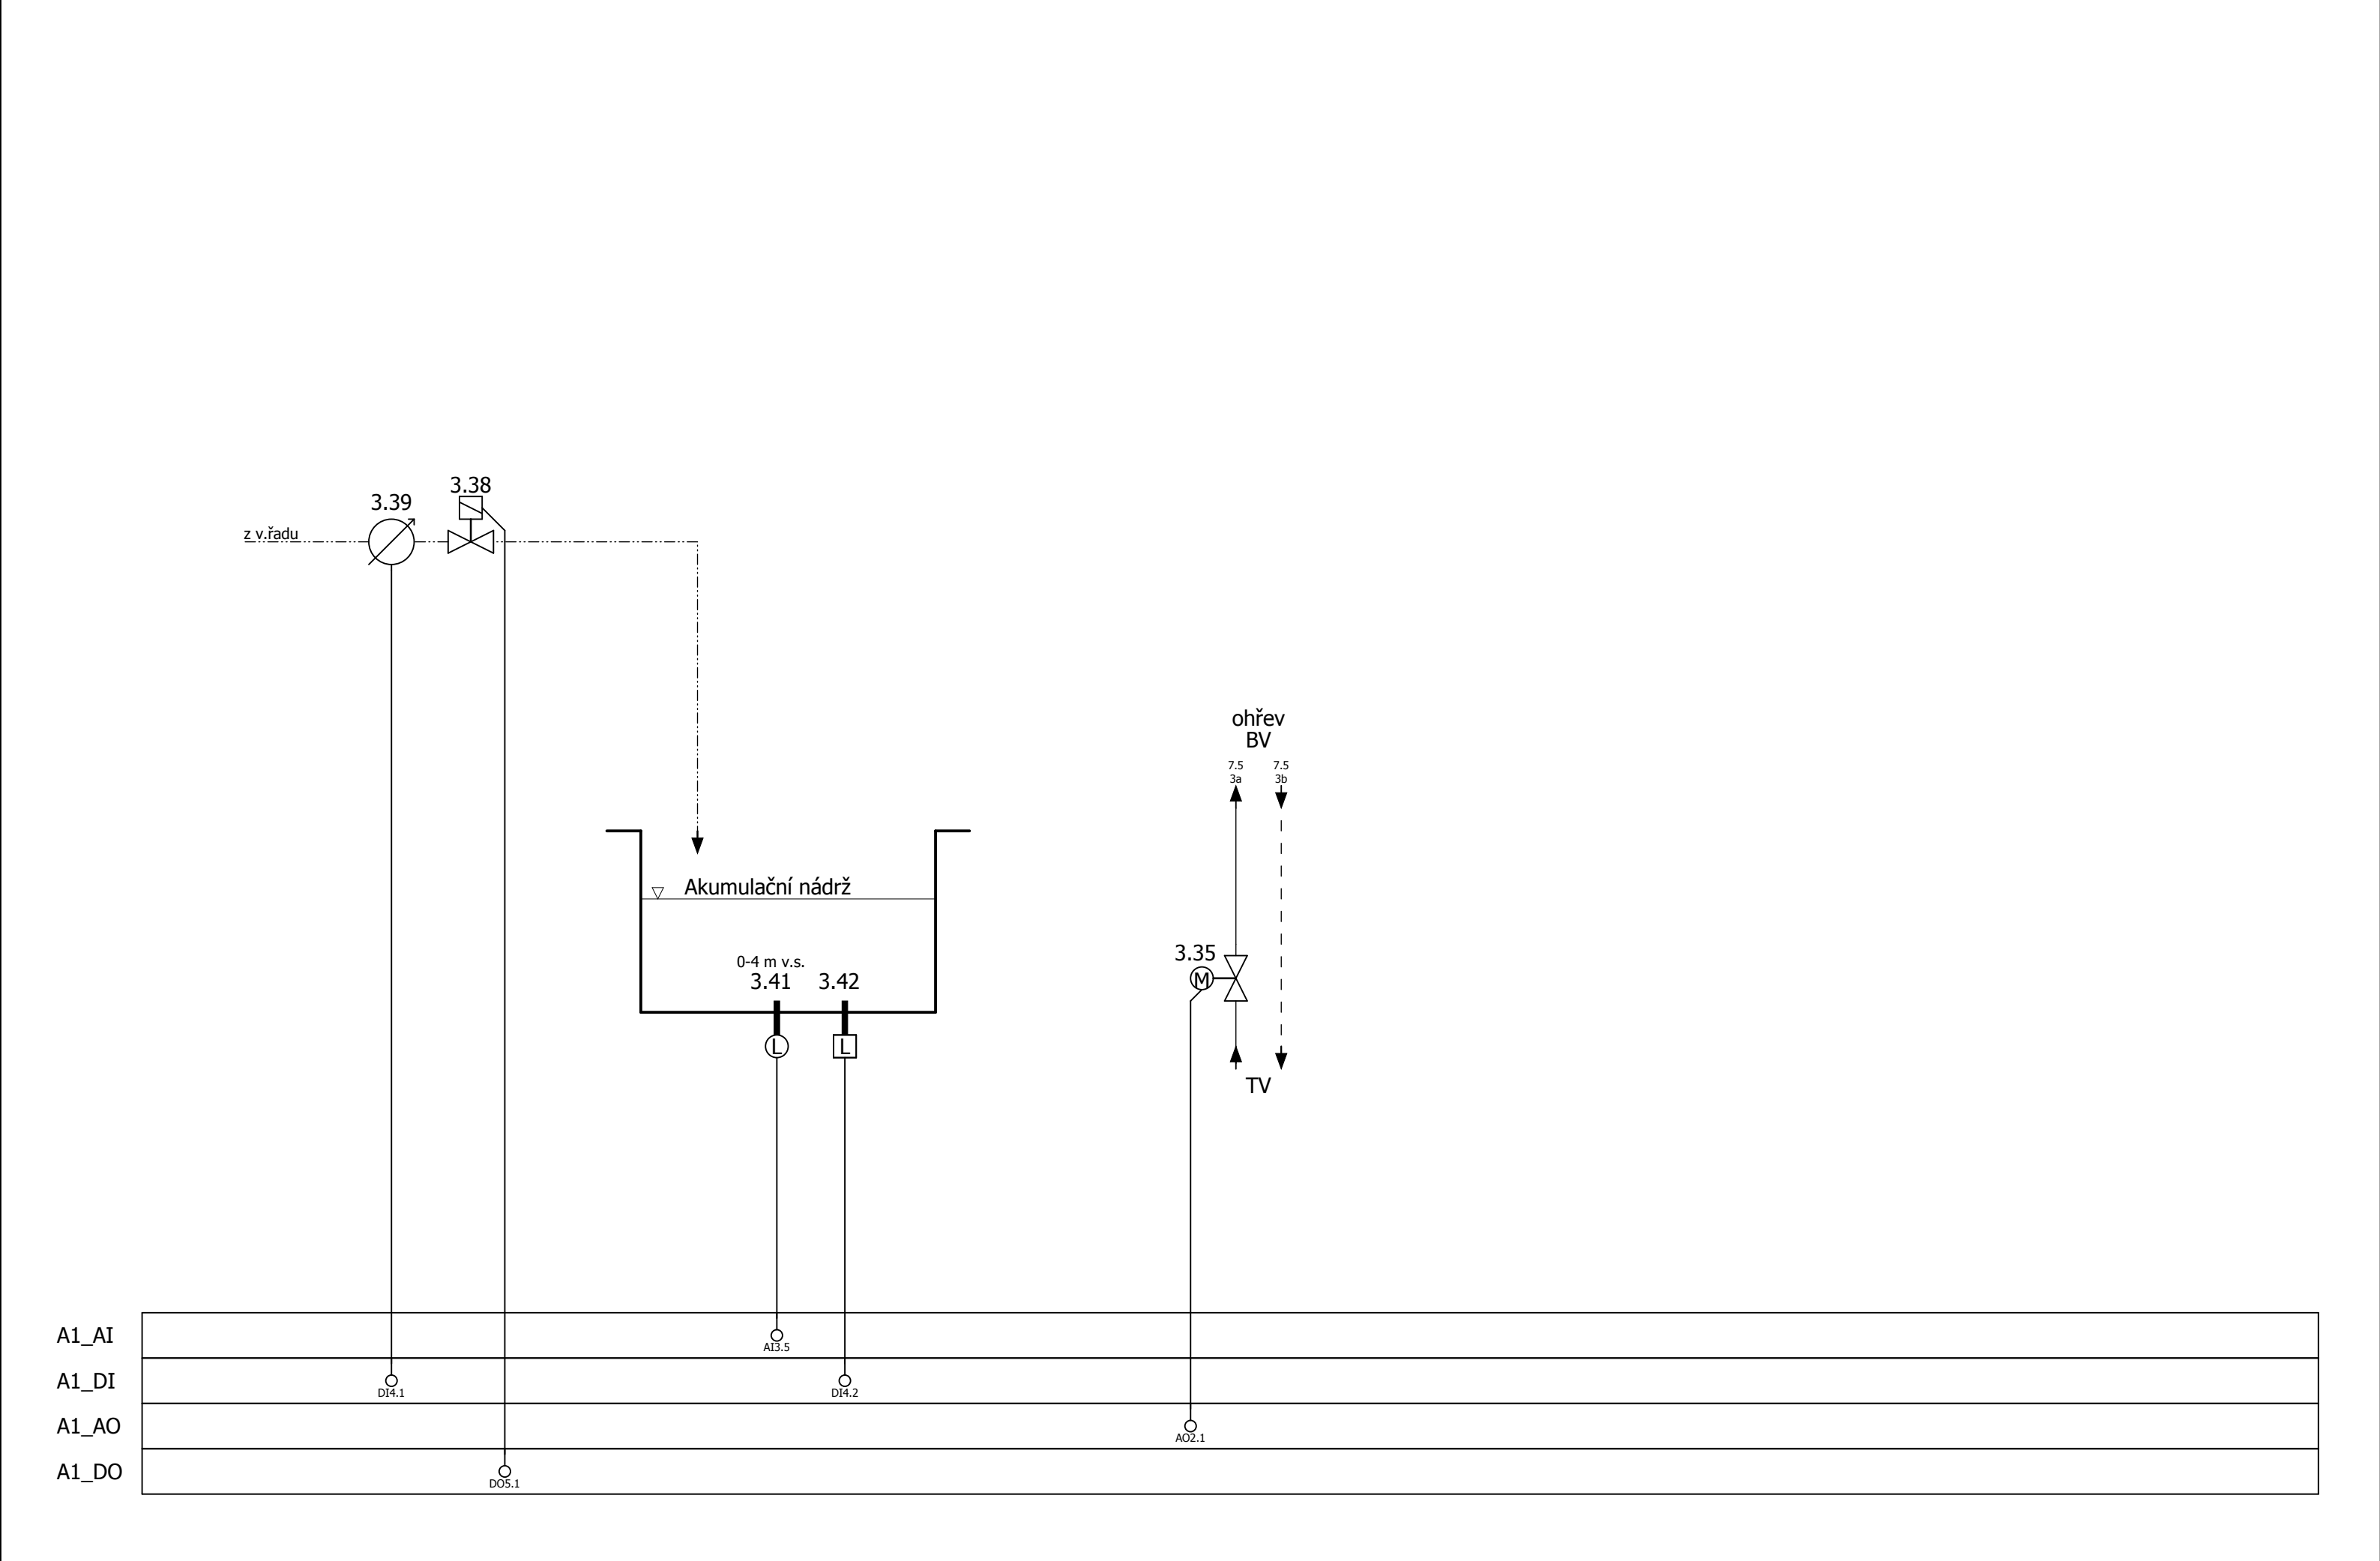 3.38
3.39
z v.řadu
ohřev
BV
7.5
3a
7.5
3b
Akumulační nádrž
0-4 m v.s.
3.41
3.42
L
L
3.35
M
TV
A1_AI
AI3.5
A1_DI
DI4.1
DI4.2
A1_AO
AO2.1
A1_DO
DO5.1